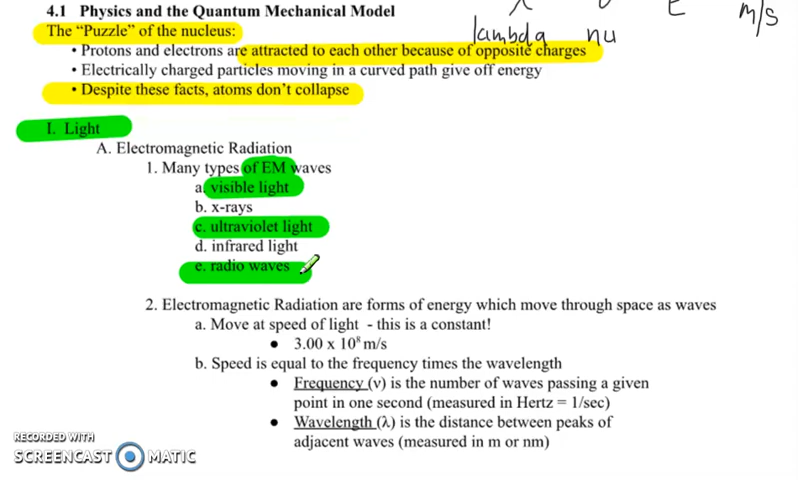 4.1 Physics and the Quantum Mechanical Model
λ ν E m/s
The “Puzzle” of the nucleus:
lambda nu
• Protons and electrons are attracted to each other because of opposite charges
• Electrically charged particles moving in a curved path give off energy
• Despite these facts, atoms don’t collapse
I. Light
A. Electromagnetic Radiation
1. Many types of EM waves
a. visible light
b. x-rays
c. ultraviolet light
d. infrared light
e. radio waves
2. Electromagnetic Radiation are forms of energy which move through space as waves
a. Move at speed of light - this is a constant!
● 3.00 x 10⁸ m/s
b. Speed is equal to the frequency times the wavelength
● Frequency (ν) is the number of waves passing a given
point in one second (measured in Hertz = 1/sec)
● Wavelength (λ) is the distance between peaks of
adjacent waves (measured in m or nm)
RECORDED WITH
SCREENCAST O MATIC